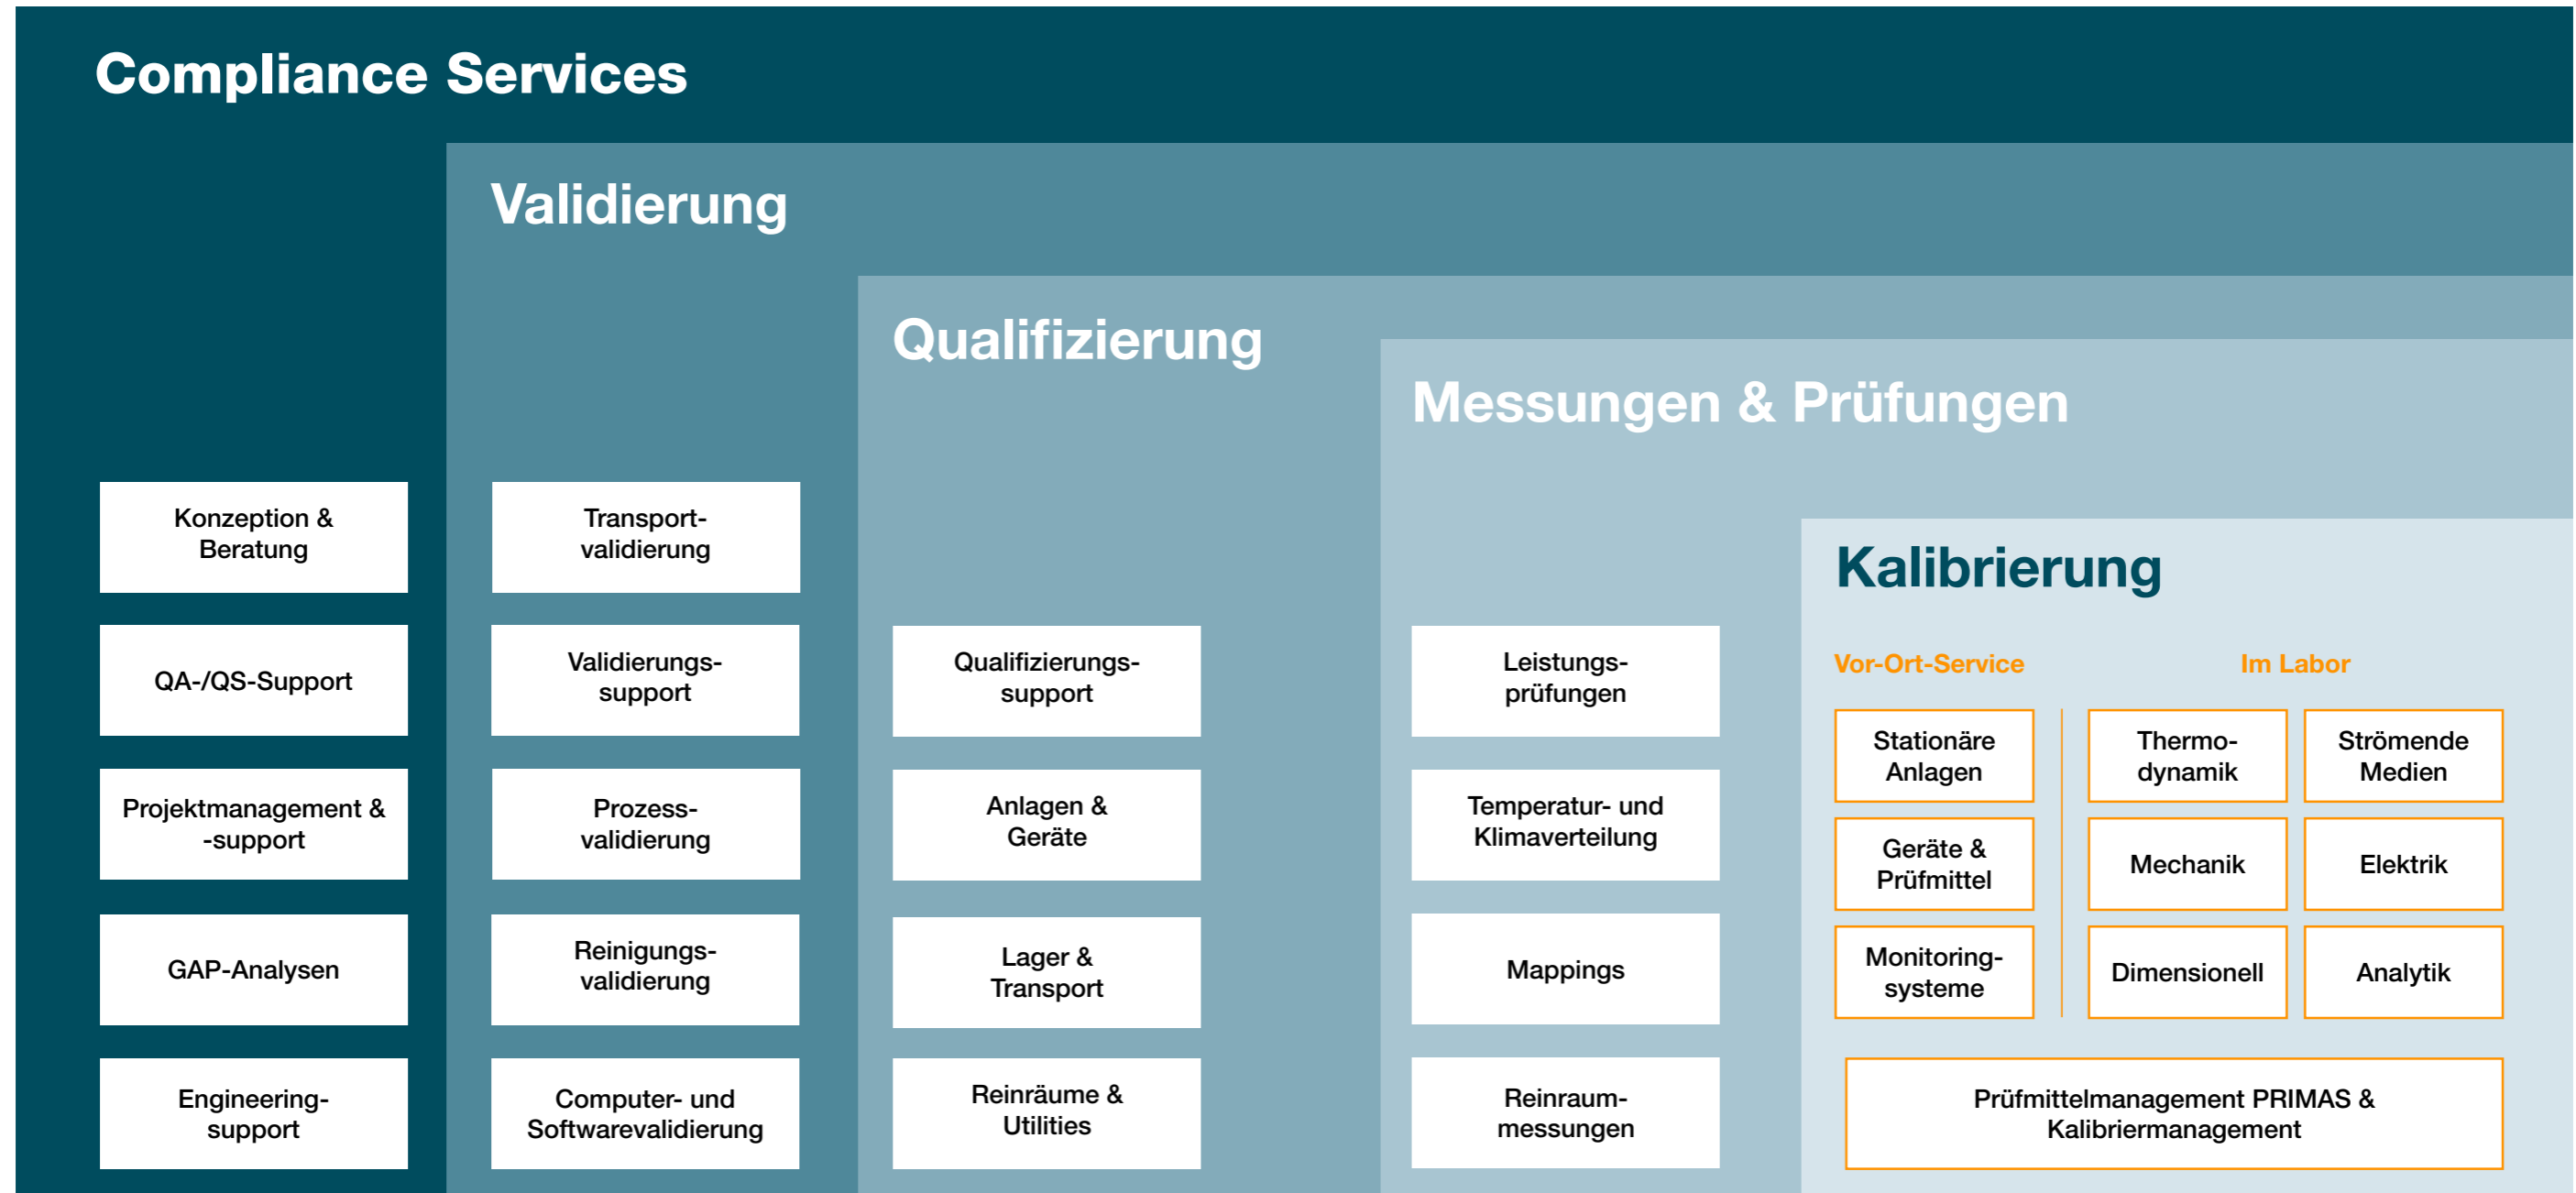 Compliance Services
Validierung
Qualifizierung
Messungen & Prüfungen
Kalibrierung
Konzeption &
Beratung
QA-/QS-Support
Projektmanagement &
-support
GAP-Analysen
Engineering-
support
Transport-
validierung
Validierungs-
support
Prozess-
validierung
Reinigungs-
validierung
Computer- und
Softwarevalidierung
Qualifizierungs-
support
Anlagen &
Geräte
Lager &
Transport
Reinräume &
Utilities
Leistungs-
prüfungen
Temperatur- und
Klimaverteilung
Mappings
Reinraum-
messungen
Vor-Ort-Service
Stationäre
Anlagen
Geräte &
Prüfmittel
Monitoring-
systeme
Im Labor
Thermo-
dynamik
Strömende
Medien
Mechanik
Elektrik
Dimensionell
Analytik
Prüfmittelmanagement PRIMAS &
Kalibriermanagement